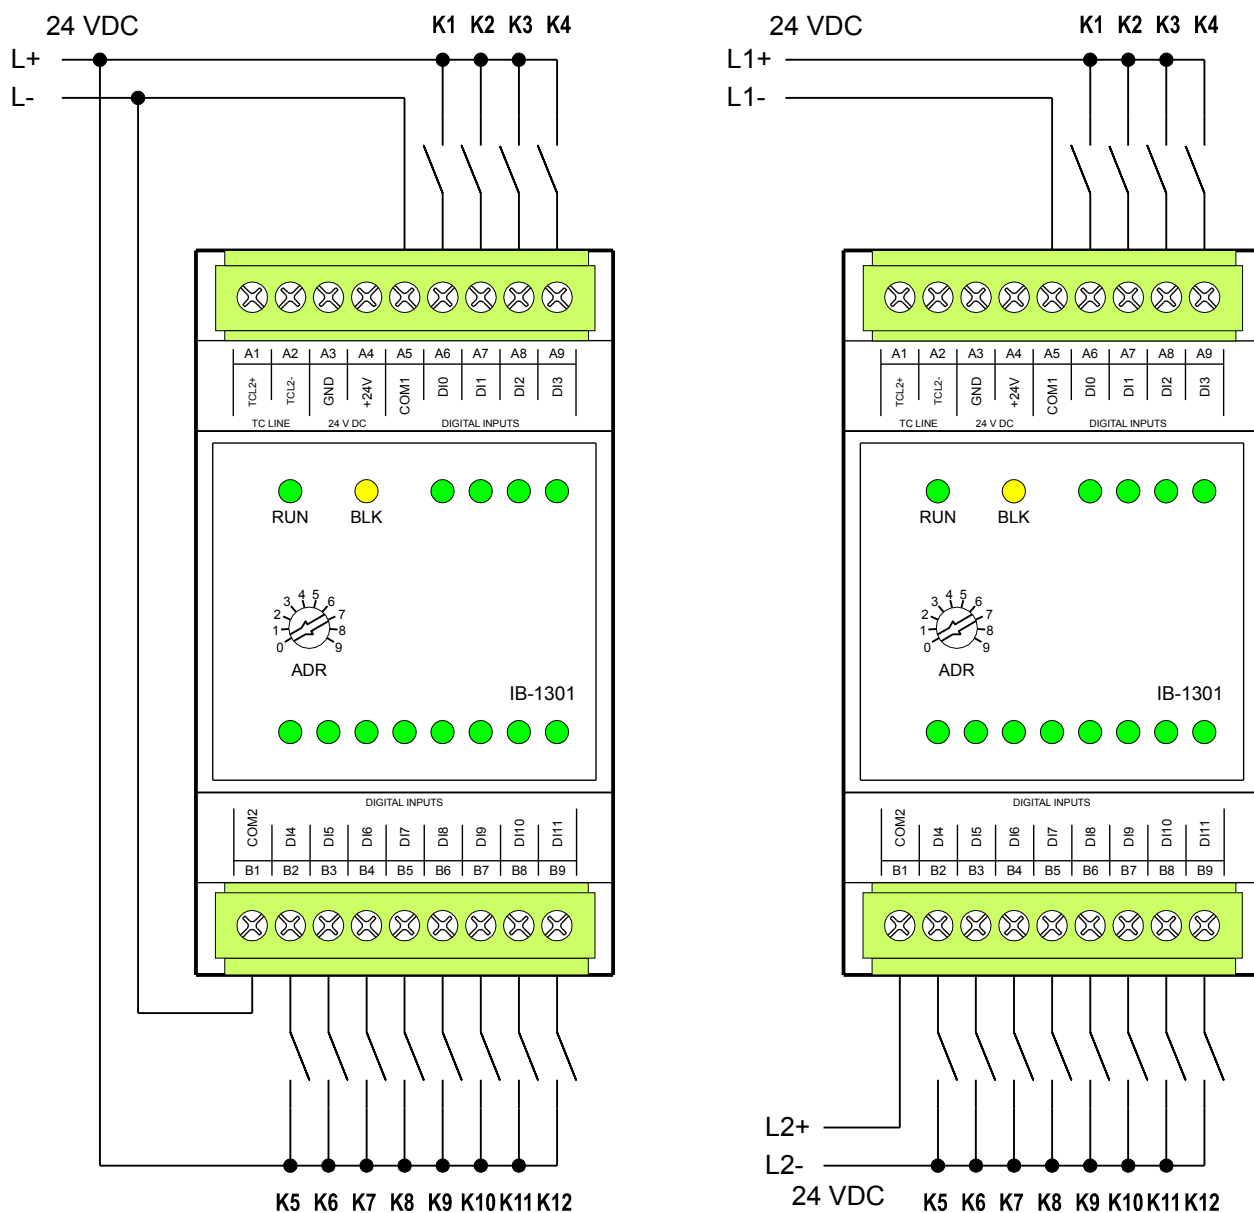 24 VDC K1 K2 K3 K4
L+
L-
A1 A2 A3 A4 A5 A6 A7 A8 A9
TCL2+ TCL2- GND +24V COM1 DI0 DI1 DI2 DI3
TC LINE 24 V DC DIGITAL INPUTS
RUN BLK
0 1 2 3 4 5 6 7 8 9
ADR
IB-1301
DIGITAL INPUTS
COM2 DI4 DI5 DI6 DI7 DI8 DI9 DI10 DI11
B1 B2 B3 B4 B5 B6 B7 B8 B9
K5 K6 K7 K8 K9 K10 K11 K12
24 VDC K1 K2 K3 K4
L1+
L1-
A1 A2 A3 A4 A5 A6 A7 A8 A9
TCL2+ TCL2- GND +24V COM1 DI0 DI1 DI2 DI3
TC LINE 24 V DC DIGITAL INPUTS
RUN BLK
0 1 2 3 4 5 6 7 8 9
ADR
IB-1301
DIGITAL INPUTS
COM2 DI4 DI5 DI6 DI7 DI8 DI9 DI10 DI11
B1 B2 B3 B4 B5 B6 B7 B8 B9
L2+
L2-
24 VDC K5 K6 K7 K8 K9 K10 K11 K12